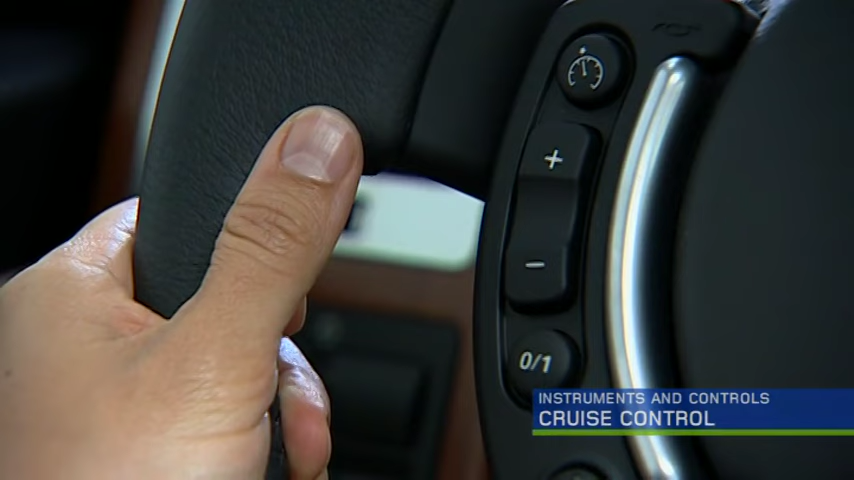 +
-
0/1
INSTRUMENTS AND CONTROLS
CRUISE CONTROL